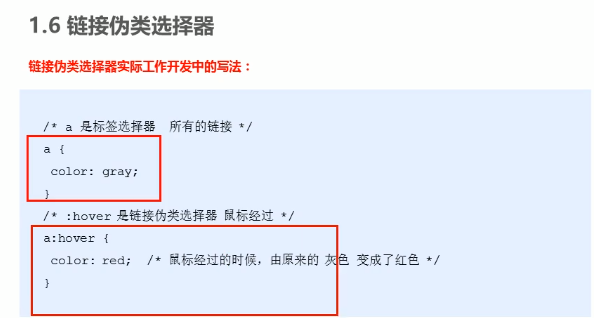 1.6 链接伪类选择器
链接伪类选择器实际工作开发中的写法：
/* a 是标签选择器  所有的链接 */
a {
 color: gray;
}
/* :hover 是链接伪类选择器 鼠标经过 */
a:hover {
 color: red;  /* 鼠标经过的时候，由原来的 灰色 变成了红色 */
}